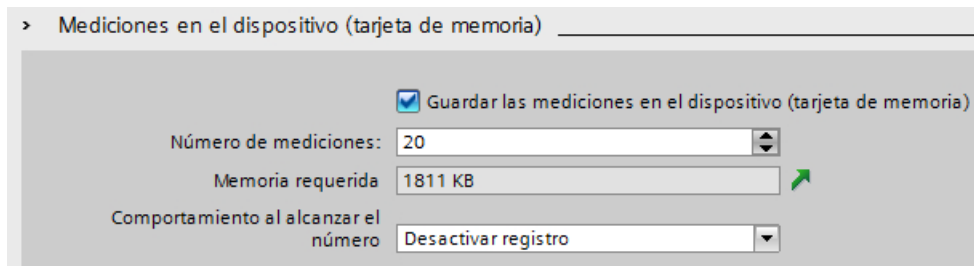 Mediciones en el dispositivo (tarjeta de memoria)
Guardar las mediciones en el dispositivo (tarjeta de memoria)
Número de mediciones: 20
Memoria requerida 1811 KB
Comportamiento al alcanzar el
número Desactivar registro